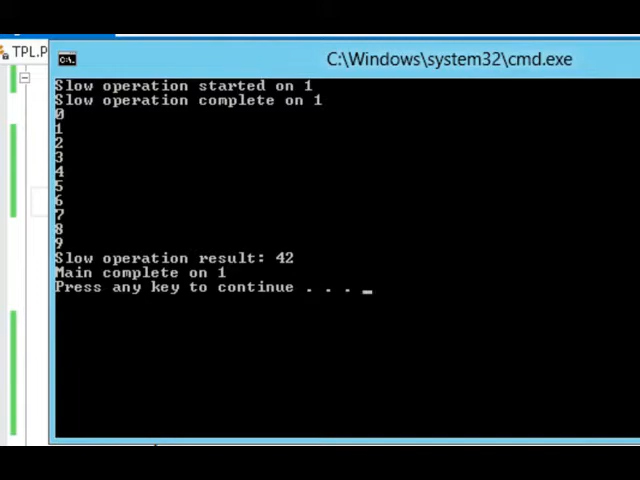 TPL.P
C:\Windows\system32\cmd.exe
C:\.
Slow operation started on 1
Slow operation complete on 1
0
1
2
3
4
5
6
7
8
9
Slow operation result: 42
Main complete on 1
Press any key to continue . . . _